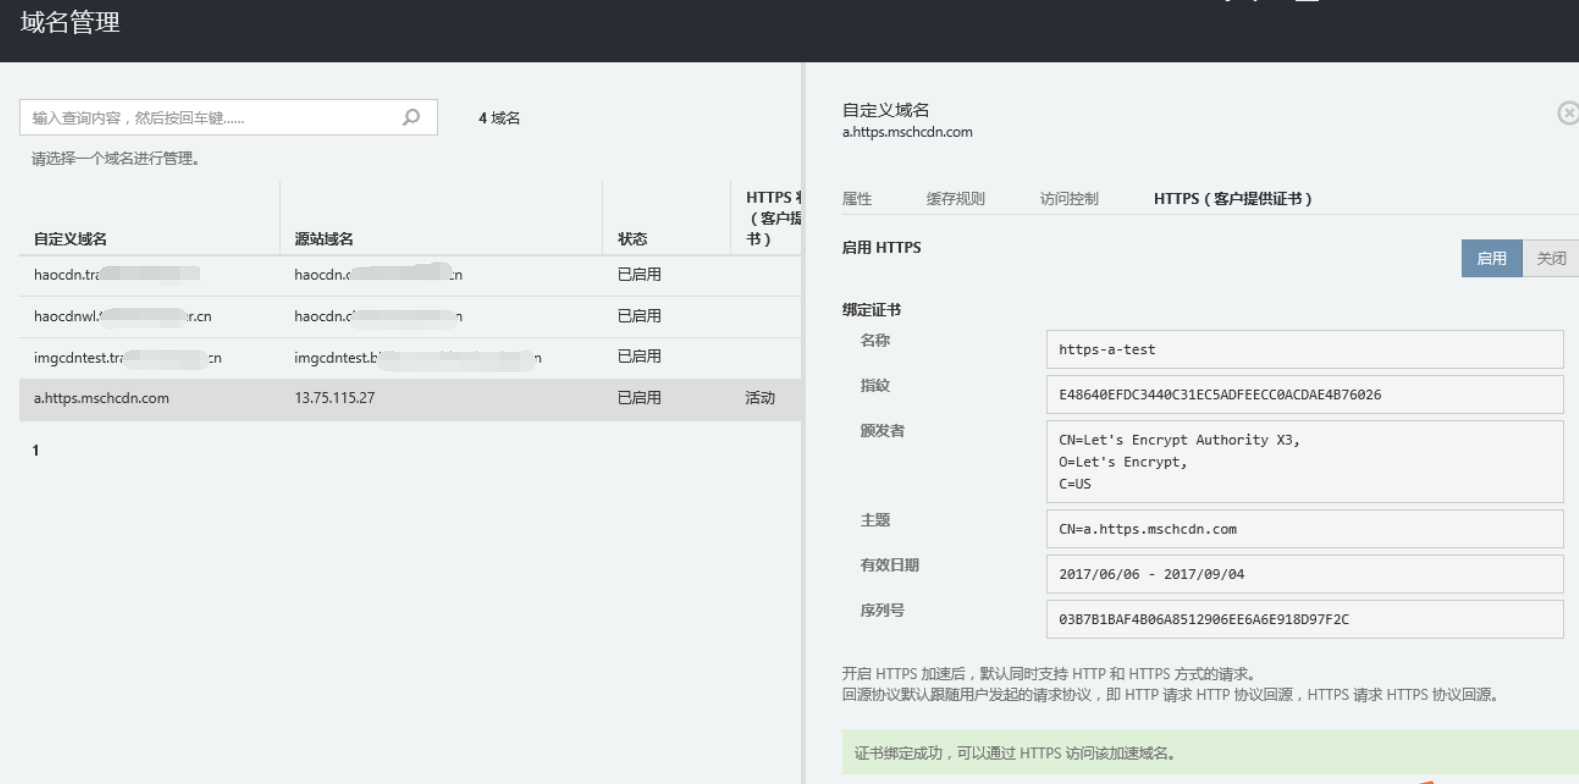 域名管理
输入查询内容，然后按回车键......
4 域名
请选择一个域名进行管理。
自定义域名
源站域名
状态
HTTPS
（客户提
书）
haocdn.tra
haocdn.
cn
已启用
haocdnwl.
r.cn
haocdn.c
n
已启用
imgcdntest.tra
cn
imgcdntest.b
n
已启用
a.https.mschcdn.com
13.75.115.27
已启用
活动
1
自定义域名
a.https.mschcdn.com
属性
缓存规则
访问控制
HTTPS（客户提供证书）
启用 HTTPS
启用
关闭
绑定证书
名称
https-a-test
指纹
E48640EFDC3440C31EC5ADFEECC0ACDAE4B76026
颁发者
CN=Let's Encrypt Authority X3,
O=Let's Encrypt,
C=US
主题
CN=a.https.mschcdn.com
有效日期
2017/06/06 - 2017/09/04
序列号
03B7B1BAF4B06A8512906EE6A6E918D97F2C
开启 HTTPS 加速后，默认同时支持 HTTP 和 HTTPS 方式的请求。
回源协议默认跟随用户发起的请求协议，即 HTTP 请求 HTTP 协议回源，HTTPS 请求 HTTPS 协议回源。
证书绑定成功，可以通过 HTTPS 访问该加速域名。